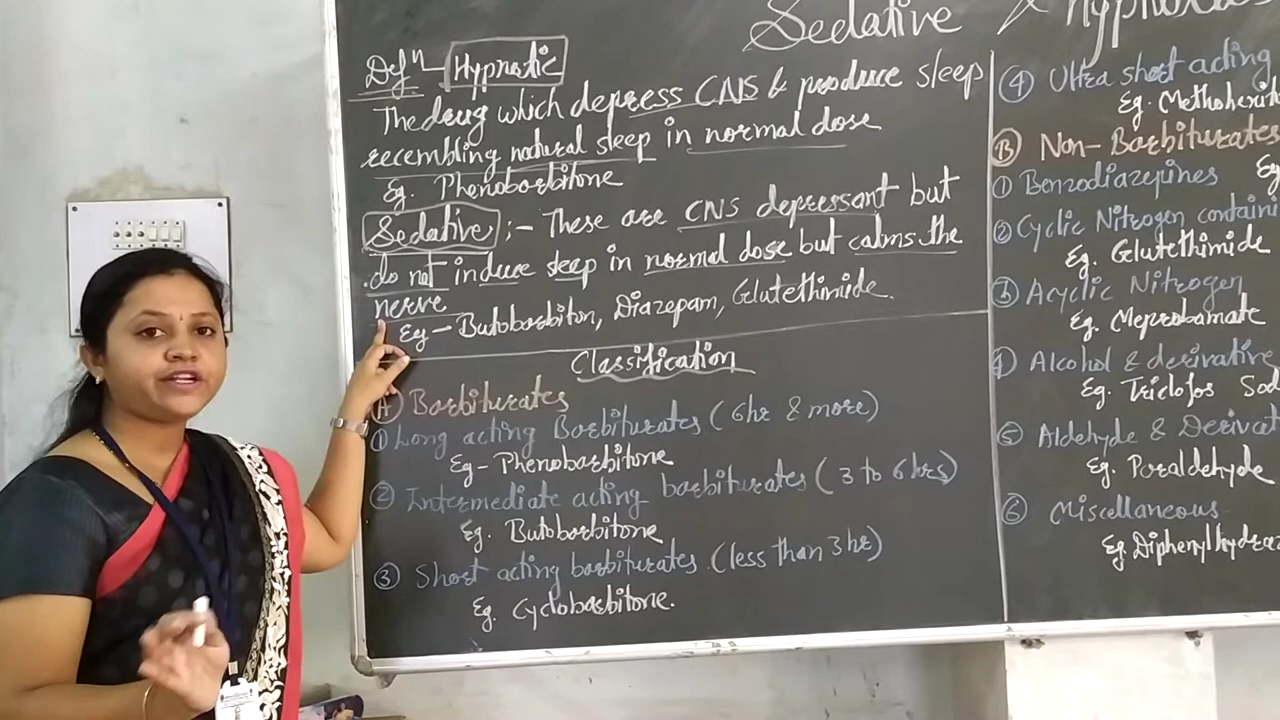 Sedative & Hypnotics
Defⁿ - Hypnotic
The drug which depress CNS & produce sleep
recembling natural sleep in normal dose
Eg. Phenobarbitone
Sedative :- These are CNS depressant but
do not induce sleep in normal dose but calms the
nerve
Eg - Butobarbiton, Diazepam, Glutethimide.
Classification
(A) Barbiturates
① Long acting Barbiturates (6hr & more)
Eg - Phenobarbitone
② Intermediate acting barbiturates (3 to 6 hrs)
Eg. Butobarbitone
③ Short acting barbiturates (less than 3 hr)
Eg. Cyclobarbitone.
④ Ultra short acting
Eg.
(B) Non-Barbiturates
① Benzodiazepines Eg
② Cyclic Nitrogen containi
Eg. Glutethimide
③ Acyclic Nitrogen
Eg. Meprobamate
④ Alcohol & derivative
Eg. Triclofos Sod
⑤ Aldehyde & Derivat
Eg. Paraldehyde
⑥ Miscellaneous
Eg. Diphenylhydraz